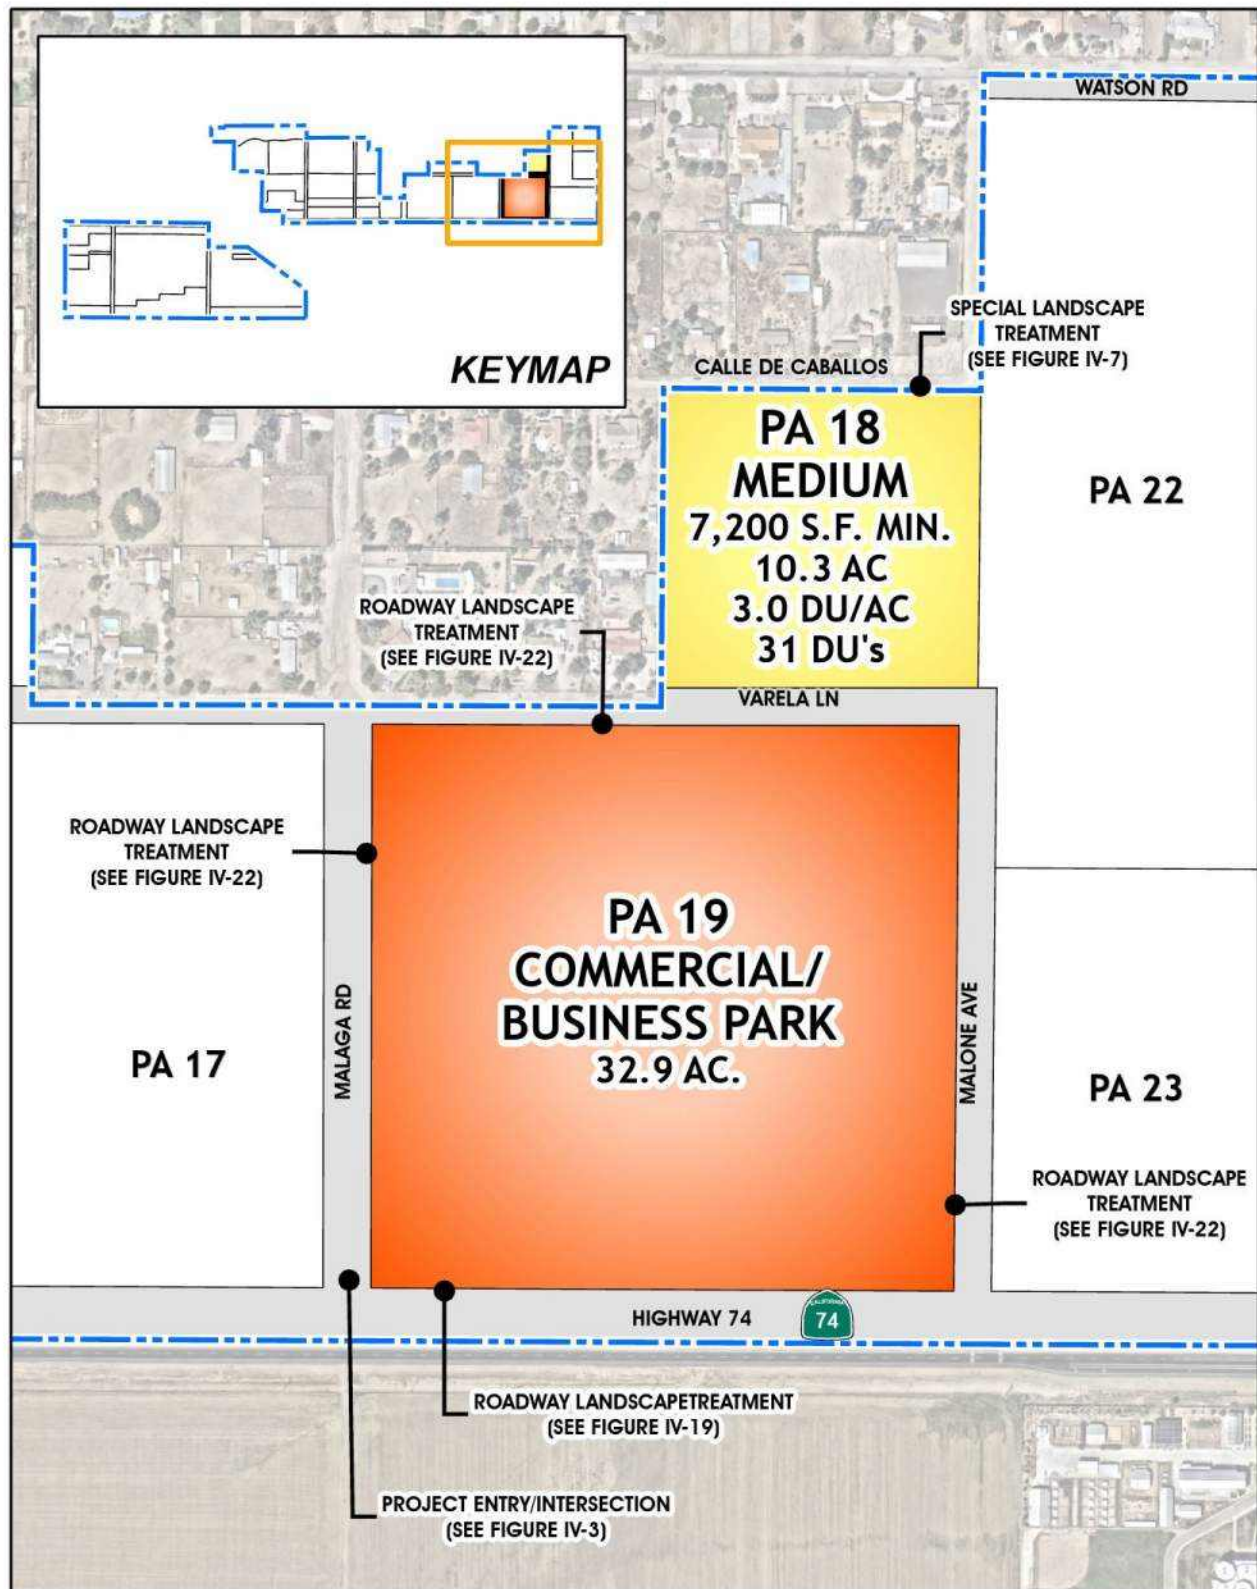 WATSON RD
KEYMAP
SPECIAL LANDSCAPE
TREATMENT
(SEE FIGURE IV-7)
CALLE DE CABALLOS
PA 18
MEDIUM
7,200 S.F. MIN.
10.3 AC
3.0 DU/AC
31 DU's
PA 22
ROADWAY LANDSCAPE
TREATMENT
(SEE FIGURE IV-22)
VARELA LN
ROADWAY LANDSCAPE
TREATMENT
(SEE FIGURE IV-22)
PA 19
COMMERCIAL/
BUSINESS PARK
32.9 AC.
PA 17
MALAGA RD
MALONE AVE
PA 23
ROADWAY LANDSCAPE
TREATMENT
(SEE FIGURE IV-22)
HIGHWAY 74
CALIFORNIA
74
ROADWAY LANDSCAPETREATMENT
(SEE FIGURE IV-19)
PROJECT ENTRY/INTERSECTION
(SEE FIGURE IV-3)